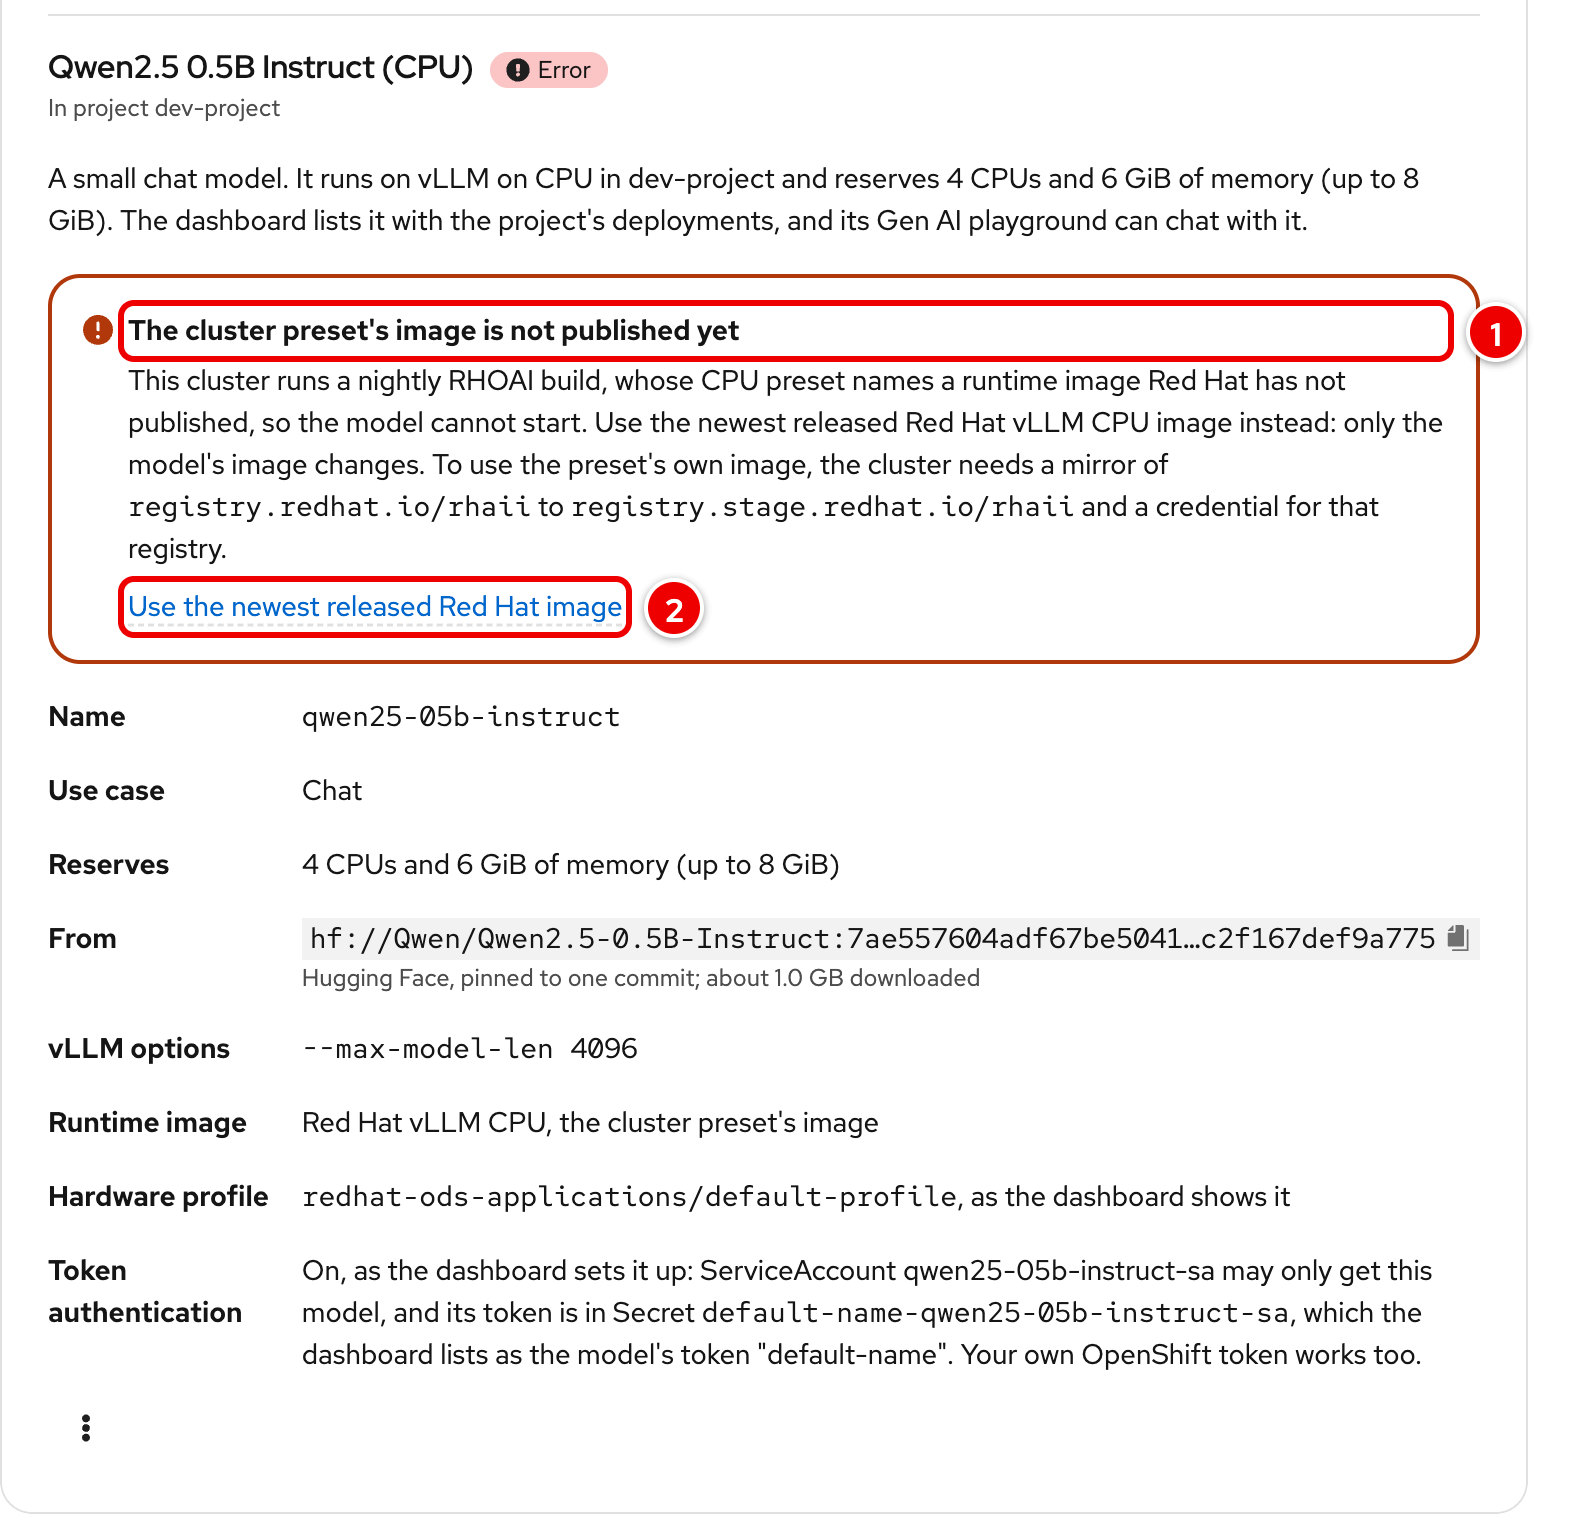 Qwen2.5 0.5B Instruct (CPU)
Error
In project dev-project
A small chat model. It runs on vLLM on CPU in dev-project and reserves 4 CPUs and 6 GiB of memory (up to 8
GiB). The dashboard lists it with the project's deployments, and its Gen AI playground can chat with it.
The cluster preset's image is not published yet
1
This cluster runs a nightly RHOAI build, whose CPU preset names a runtime image Red Hat has not
published, so the model cannot start. Use the newest released Red Hat vLLM CPU image instead: only the
model's image changes. To use the preset's own image, the cluster needs a mirror of
registry.redhat.io/rhaii to registry.stage.redhat.io/rhaii and a credential for that
registry.
Use the newest released Red Hat image
2
Name
qwen25-05b-instruct
Use case
Chat
Reserves
4 CPUs and 6 GiB of memory (up to 8 GiB)
From
hf://Qwen/Qwen2.5-0.5B-Instruct:7ae557604adf67be5041…c2f167def9a775
Hugging Face, pinned to one commit; about 1.0 GB downloaded
vLLM options
--max-model-len 4096
Runtime image
Red Hat vLLM CPU, the cluster preset's image
Hardware profile
redhat-ods-applications/default-profile, as the dashboard shows it
Token
authentication
On, as the dashboard sets it up: ServiceAccount qwen25-05b-instruct-sa may only get this
model, and its token is in Secret default-name-qwen25-05b-instruct-sa, which the
dashboard lists as the model's token "default-name". Your own OpenShift token works too.